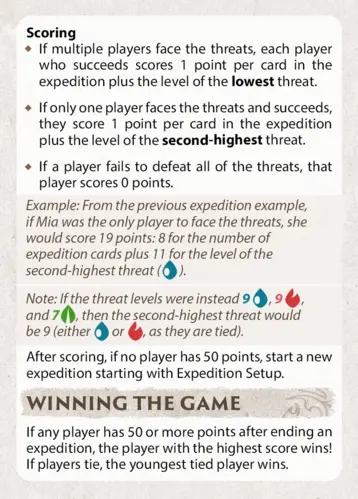 Scoring
If multiple players face the threats, each player
who succeeds scores 1 point per card in the
expedition plus the level of the lowest threat.
If only one player faces the threats and succeeds,
they score 1 point per card in the expedition
plus the level of the second-highest threat.
If a player fails to defeat all of the threats, that
player scores 0 points.
Example: From the previous expedition example,
if Mia was the only player to face the threats, she
would score 19 points: 8 for the number of
expedition cards plus 11 for the level of the
second-highest threat ( ).
Note: If the threat levels were instead 9 , 9 ,
and 7 , then the second-highest threat would
be 9 (either or , as they are tied).
After scoring, if no player has 50 points, start a new
expedition starting with Expedition Setup.
WINNING THE GAME
If any player has 50 or more points after ending an
expedition, the player with the highest score wins!
If players tie, the youngest tied player wins.